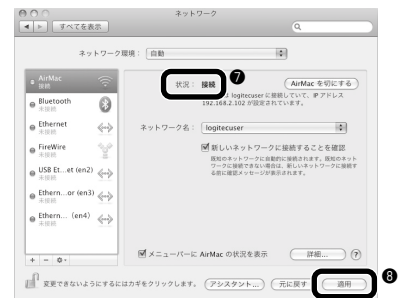 ネットワーク
すべてを表示
ネットワーク環境： 自動
AirMac
接続
Bluetooth
未接続
Ethernet
未接続
FireWire
未接続
USB Et...et (en2)
未接続
Ethern...or (en3)
未接続
Ethern... (en4)
未接続
状況： 接続
❼
AirMac を切にする
は logitecuser に接続していて、IP アドレス
192.168.2.102 が設定されています。
ネットワーク名： logitecuser
新しいネットワークに接続することを確認
既知のネットワークに自動的に接続されます。既知のネット
ワークに接続できない場合は、新しいネットワークに接続す
る前に確認メッセージが表示されます。
メニューバーに AirMac の状況を表示
詳細...
?
変更できないようにするにはカギをクリックします。
アシスタント...
元に戻す
適用
❽